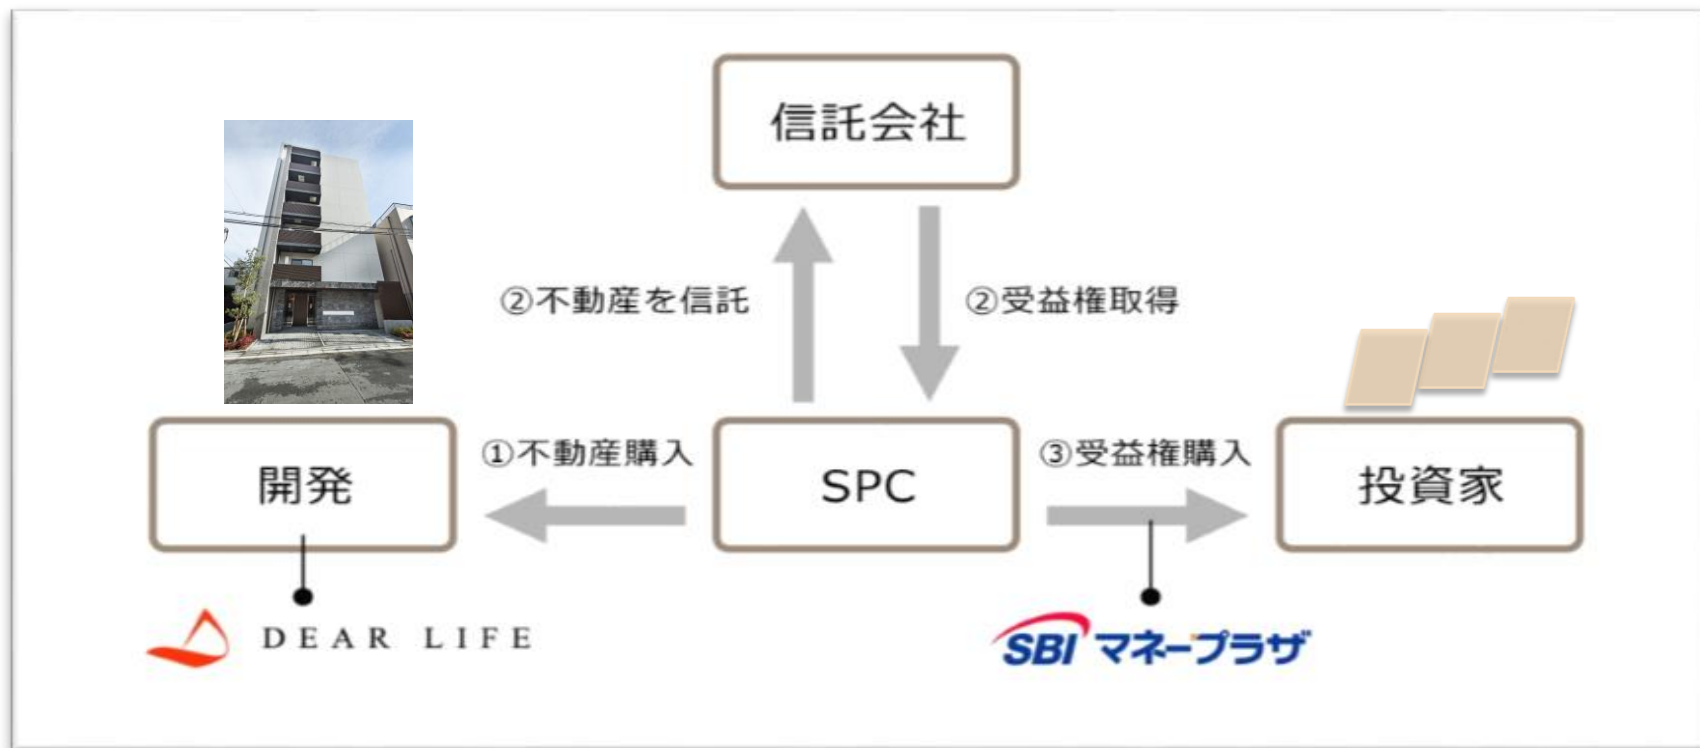 信託会社
②不動産を信託
②受益権取得
開発
①不動産購入
SPC
③受益権購入
投資家
DEAR LIFE
SBI マネープラザ